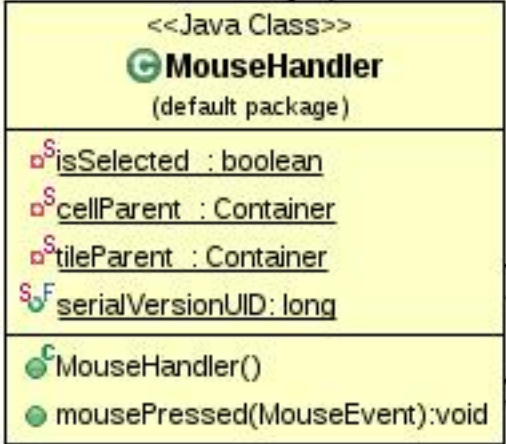 <<Java Class>>
C MouseHandler
(default package)
S isSelected : boolean
S cellParent : Container
S tileParent : Container
S F serialVersionUID: long
C MouseHandler()
mousePressed(MouseEvent):void